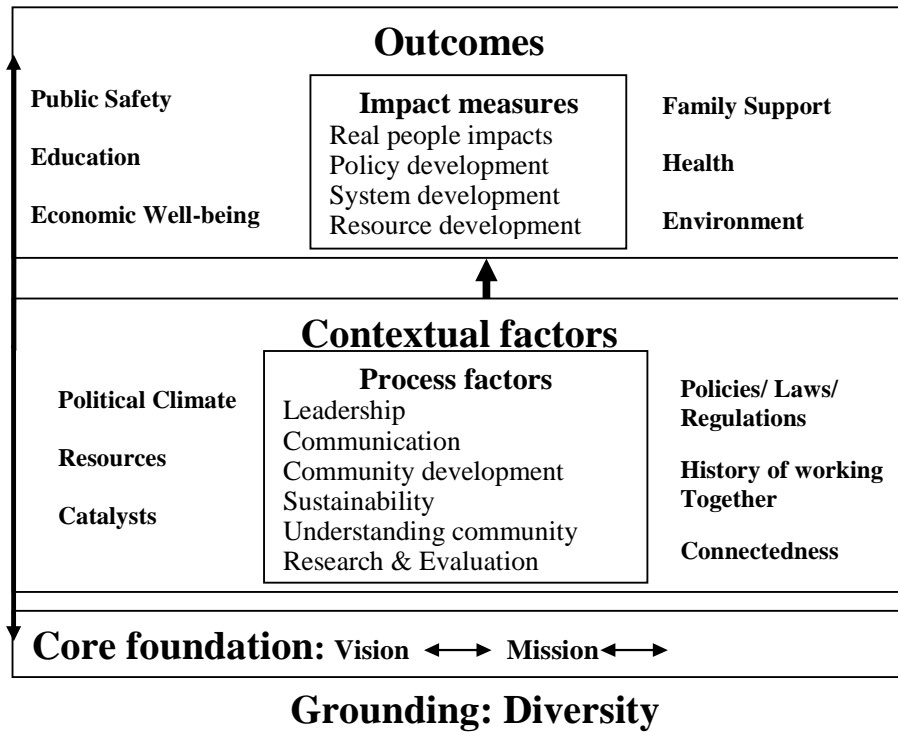 Outcomes
Public Safety
Education
Economic Well-being
Impact measures
Real people impacts
Policy development
System development
Resource development
Family Support
Health
Environment
Contextual factors
Political Climate
Resources
Catalysts
Process factors
Leadership
Communication
Community development
Sustainability
Understanding community
Research & Evaluation
Policies/ Laws/
Regulations
History of working
Together
Connectedness
Core foundation: Vision Mission
Grounding: Diversity